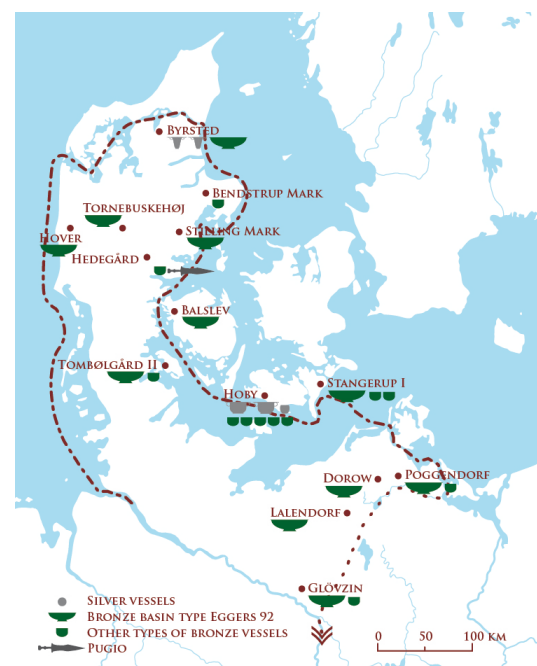 Byrsted
Bendstrup Mark
Tornebuskehøj
Stilling Mark
Hover
Hedegård
Balslev
Tombølgård II
Stangerup I
Hoby
Dorow
Poggendorf
Lalendorf
Glövzin
Silver vessels
Bronze basin type Eggers 92
Other types of bronze vessels
Pugio
0 50 100 km